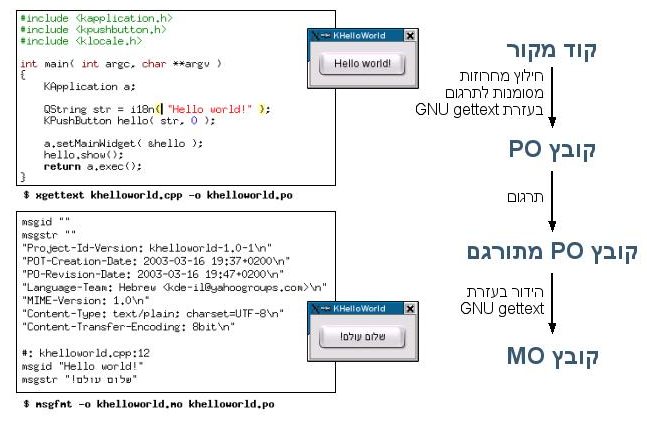 #include <kapplication.h>
#include <kpushbutton.h>
#include <klocale.h>
int main( int argc, char **argv )
{
KApplication a;
QString str = i18n( "Hello world!" );
KPushButton hello( str, 0 );
a.setMainWidget( &hello );
hello.show();
return a.exec();
}
$ xgettext khelloworld.cpp -o khelloworld.po
KHelloWorld
Hello world!
msgid ""
msgstr ""
"Project-Id-Version: khelloworld-1.0-1\n"
"POT-Creation-Date: 2003-03-16 19:37+0200\n"
"PO-Revision-Date: 2003-03-16 19:47+0200\n"
"Language-Team: Hebrew <kde-il@yahoogroups.com>\n"
"MIME-Version: 1.0\n"
"Content-Type: text/plain; charset=UTF-8\n"
"Content-Transfer-Encoding: 8bit\n"
#: khelloworld.cpp:12
msgid "Hello world!"
msgstr "שלום עולם!"
$ msgfmt -o khelloworld.mo khelloworld.po
KHelloWorld
שלום עולם!
קוד מקור
חילוץ מחרוזות
מסומנות לתרגום
בעזרת GNU gettext
קובץ PO
תרגום
קובץ PO מתורגם
הידור בעזרת
GNU gettext
קובץ MO